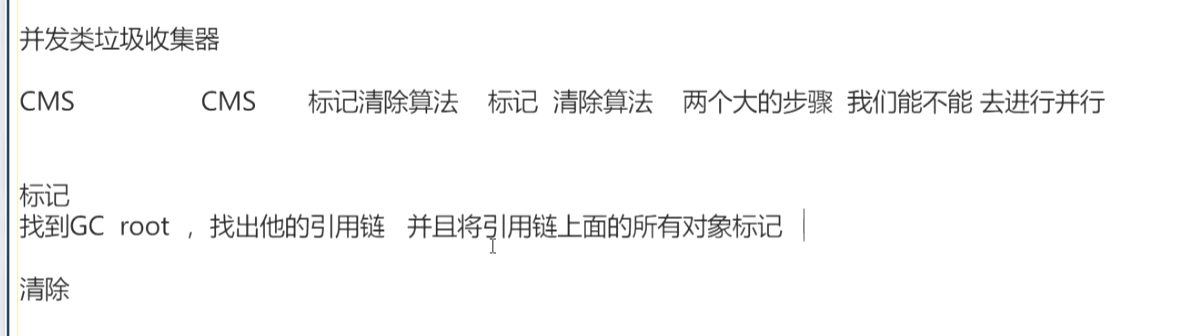 并发类垃圾收集器
CMS CMS 标记清除算法 标记 清除算法 两个大的步骤 我们能不能 去进行并行
标记
找到GC root ，找出他的引用链 并且将引用链上面的所有对象标记
清除